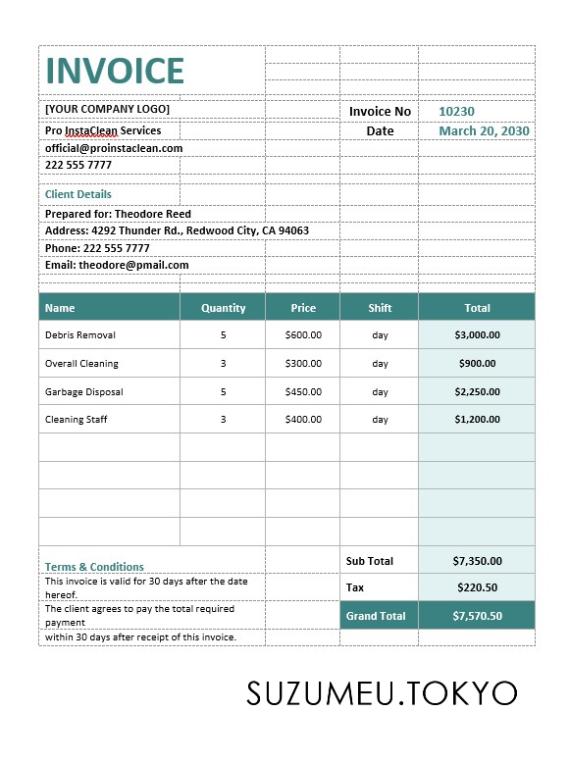 INVOICE
[YOUR COMPANY LOGO]
Invoice No 10230
Pro InstaClean Services
Date March 20, 2030
official@proinstaclean.com
222 555 7777
Client Details
Prepared for: Theodore Reed
Address: 4292 Thunder Rd., Redwood City, CA 94063
Phone: 222 555 7777
Email: theodore@pmail.com
Name Quantity Price Shift Total
Debris Removal 5 $600.00 day $3,000.00
Overall Cleaning 3 $300.00 day $900.00
Garbage Disposal 5 $450.00 day $2,250.00
Cleaning Staff 3 $400.00 day $1,200.00
Sub Total $7,350.00
Terms & Conditions
This invoice is valid for 30 days after the date
hereof.
Tax $220.50
The client agrees to pay the total required
payment
Grand Total $7,570.50
within 30 days after receipt of this invoice.
SUZUMEU.TOKYO